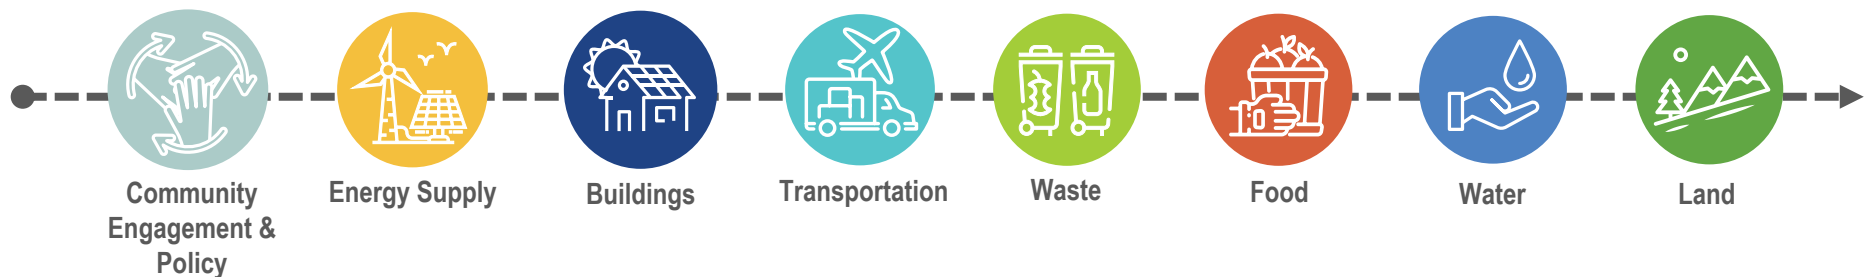 Community
Engagement &
Policy
Energy Supply
Buildings
Transportation
Waste
Food
Water
Land